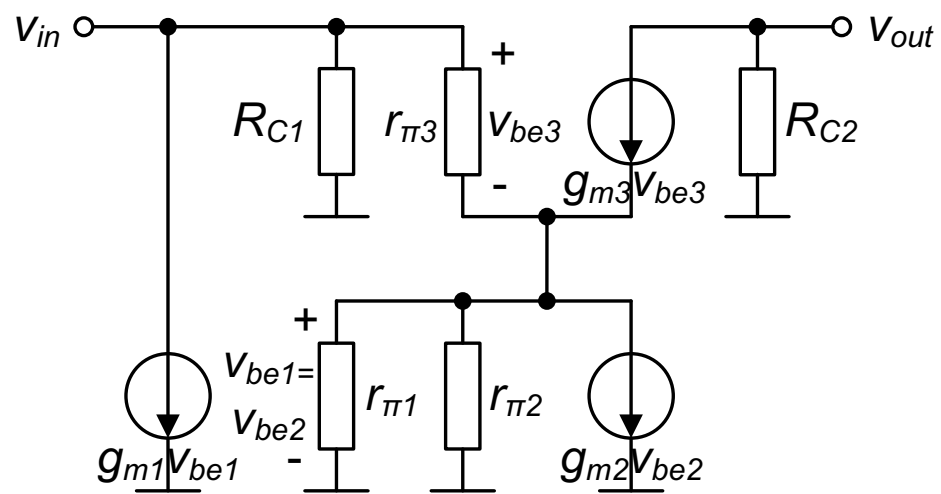 v_in
v_out
R_C1
r_π3
+
v_be3
-
g_m3v_be3
R_C2
+
v_be1=
v_be2
-
r_π1
r_π2
g_m1v_be1
g_m2v_be2